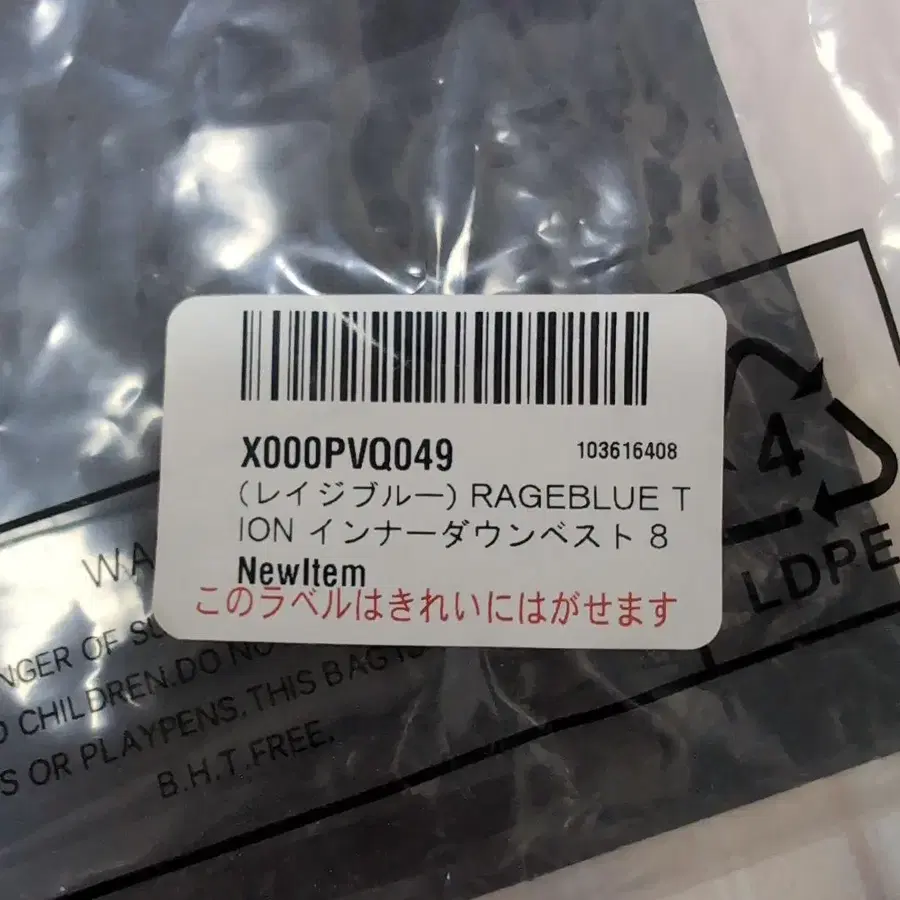 X000PVQ049
103616408
(レイジブルー) RAGEBLUE T
ION インナーダウンベスト 8
NewItem
このラベルはきれいにはがせます
4
LDPE
WA
NGER OF SU
CHILDREN.DO NO
S OR PLAYPENS.THIS BAG IS
B.H.T.FREE.